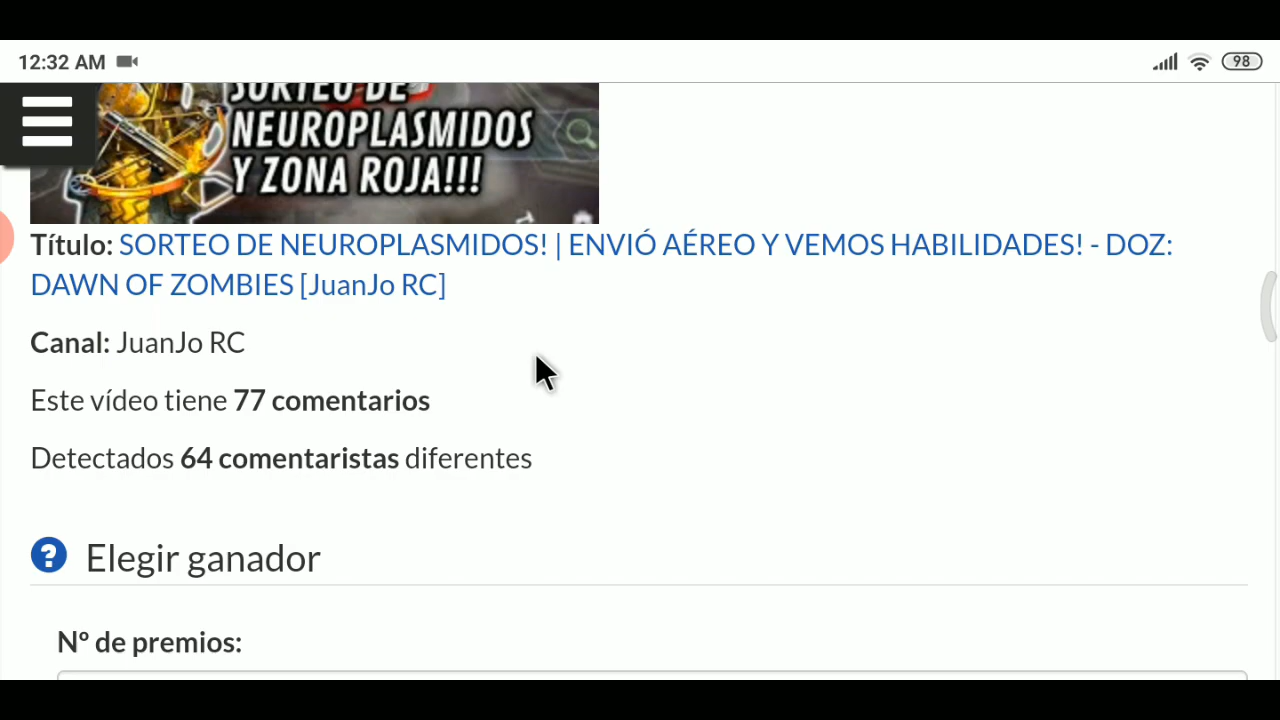 12:32 AM
98
SORTEO DE
NEUROPLASMIDOS
Y ZONA ROJA!!!
Título: SORTEO DE NEUROPLASMIDOS! | ENVIÓ AÉREO Y VEMOS HABILIDADES! - DOZ:
DAWN OF ZOMBIES [JuanJo RC]
Canal: JuanJo RC
Este vídeo tiene 77 comentarios
Detectados 64 comentaristas diferentes
? Elegir ganador
Nº de premios: